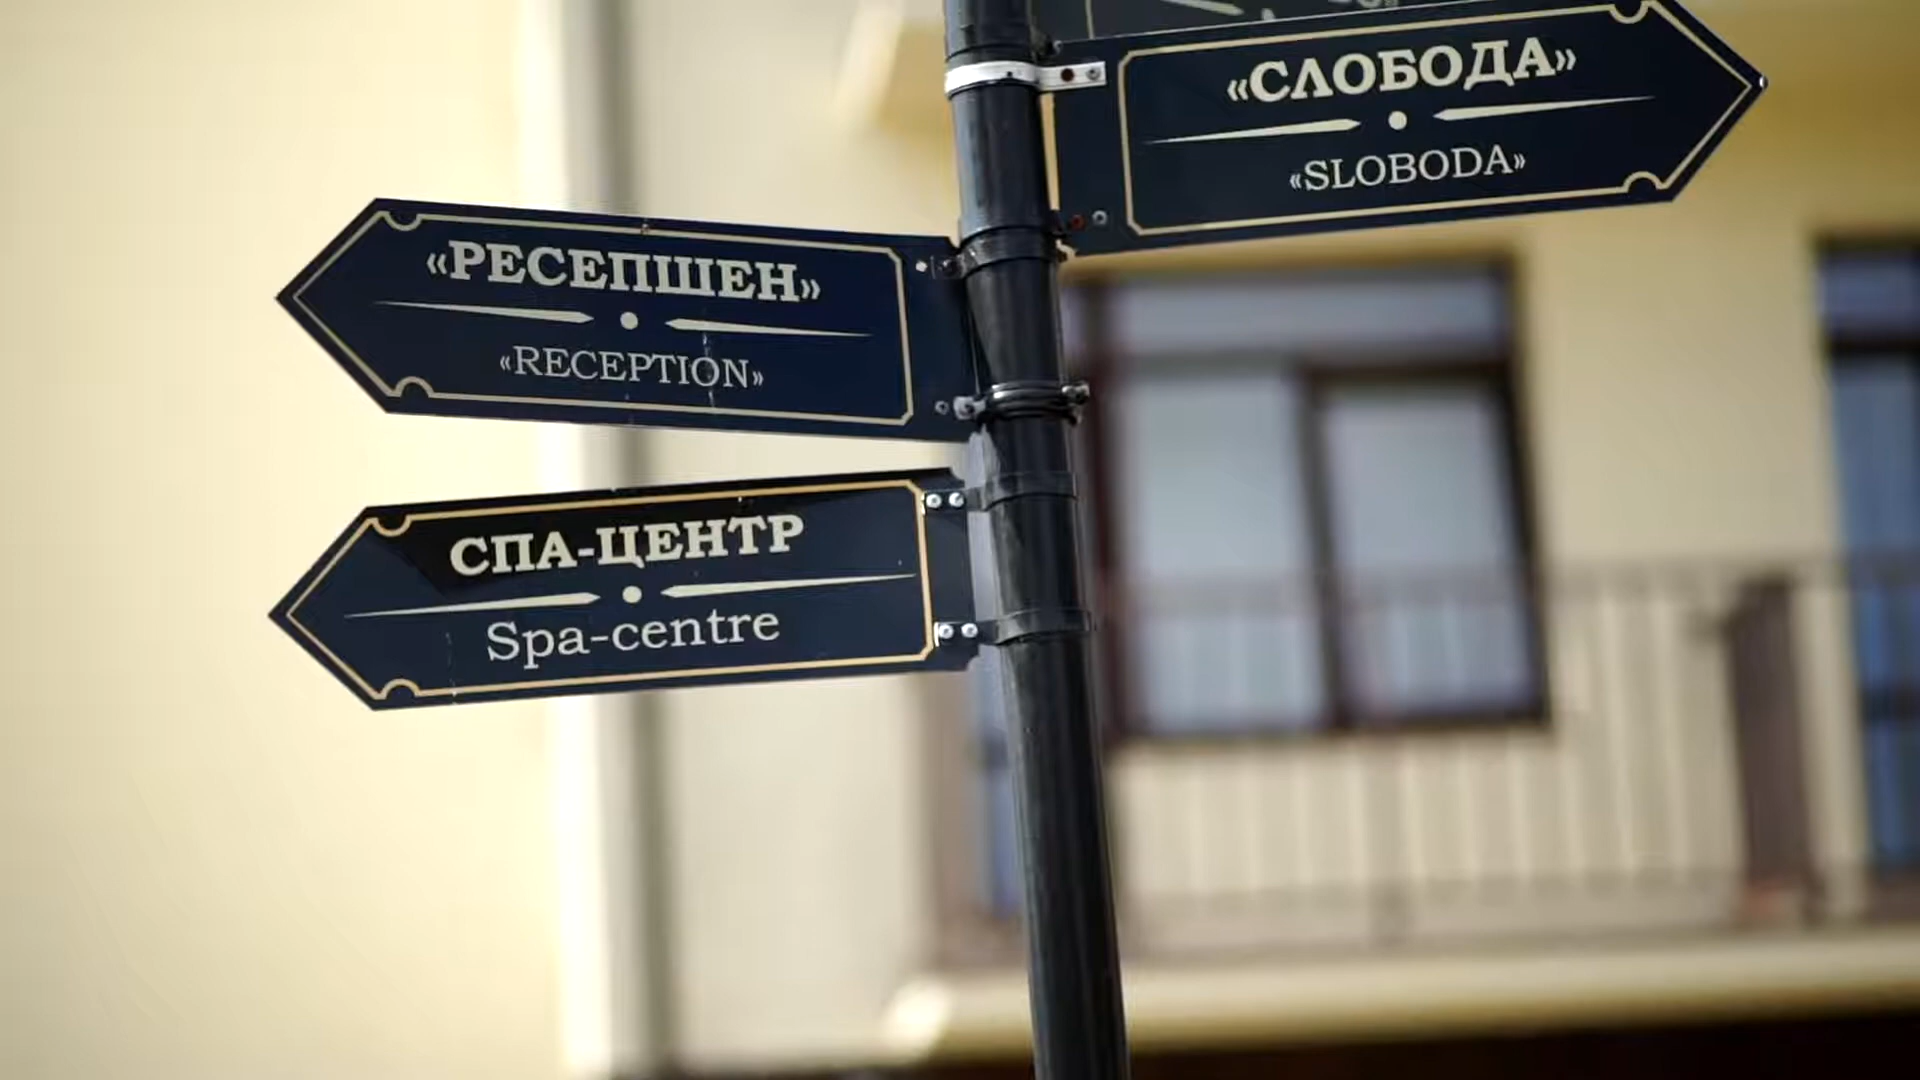 «СЛОБОДА»
«SLOBODA»
«РЕСЕПШЕН»
«RECEPTION»
СПА-ЦЕНТР
Spa-centre